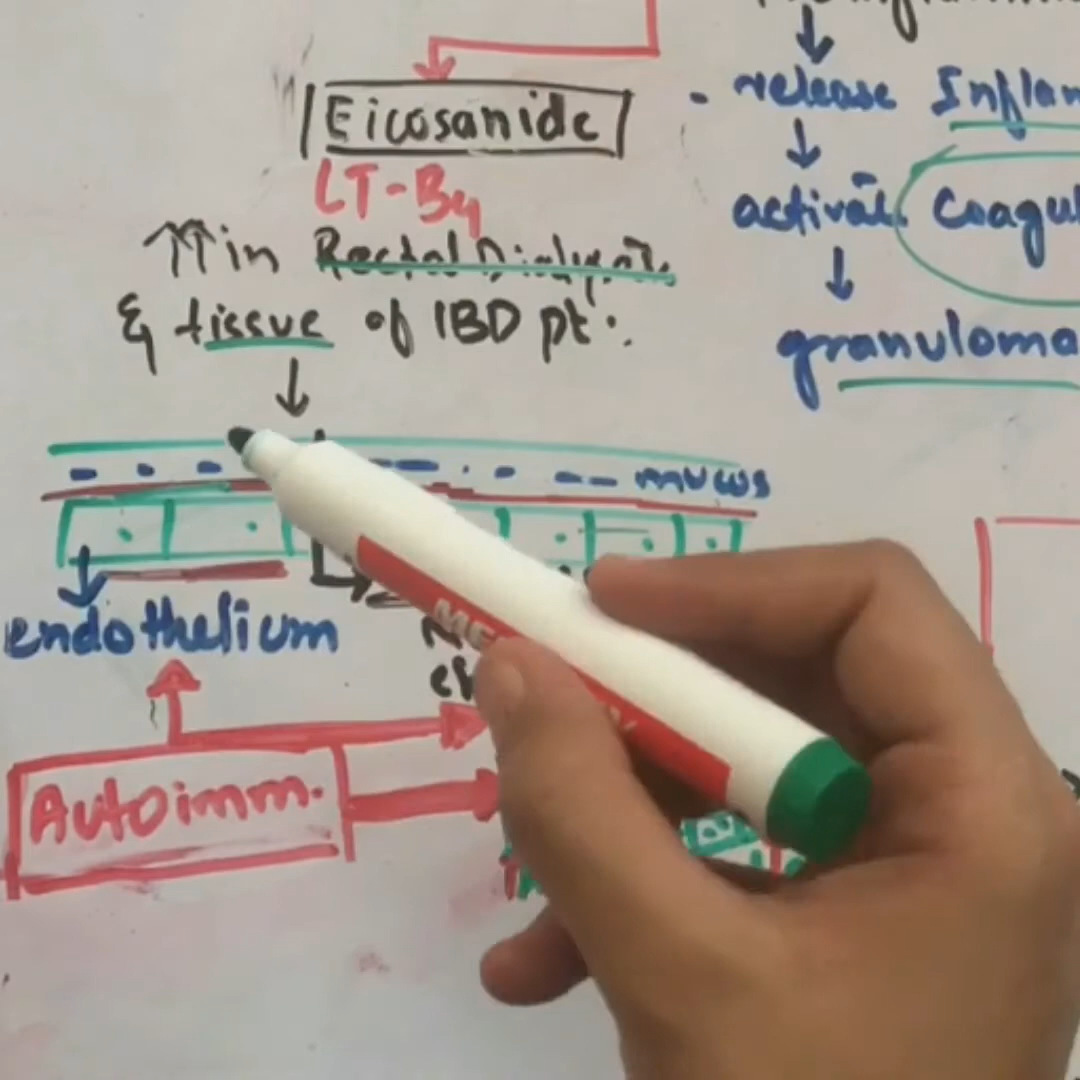 Eicosanide
LT-B4
↑↑ in Rectal Dialysate
& tissue of IBD pt.
mucus
endothelium
Autoimm.
release Inflam
activat. Coagul
granuloma